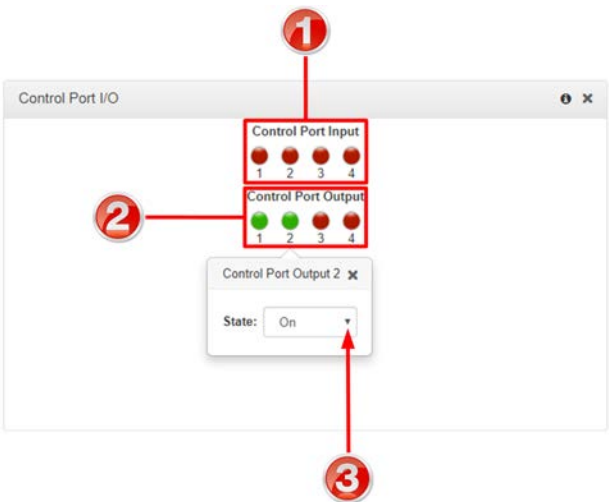 1
Control Port I/O
Control Port Input
1 2 3 4
2
Control Port Output
1 2 3 4
Control Port Output 2
State: On
3